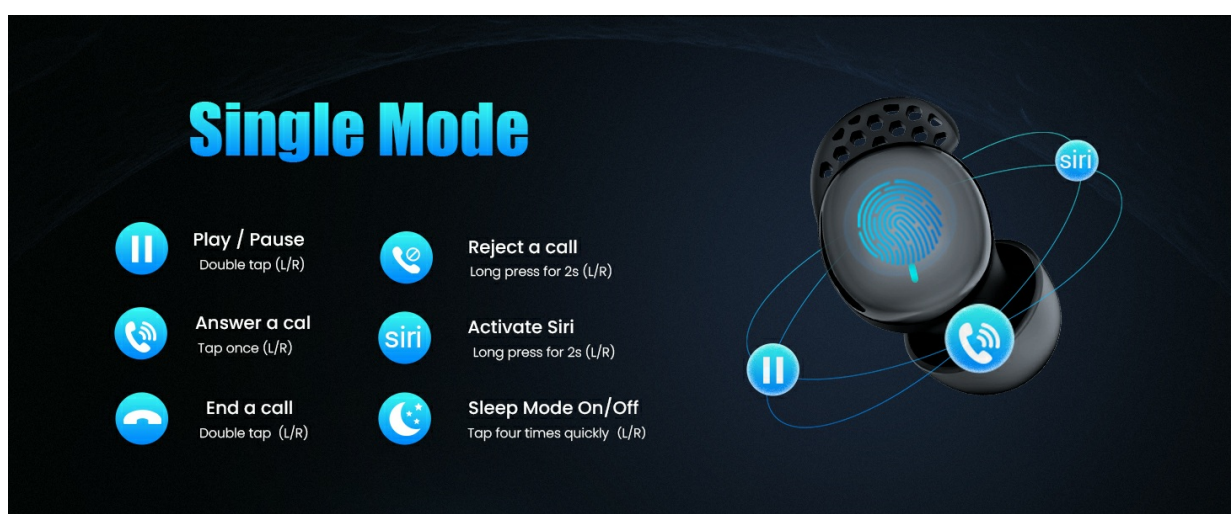 Single Mode
Play / Pause
Double tap (L/R)
Answer a cal
Tap once (L/R)
End a call
Double tap (L/R)
Reject a call
Long press for 2s (L/R)
siri
Activate Siri
Long press for 2s (L/R)
Sleep Mode On/Off
Tap four times quickly (L/R)
siri